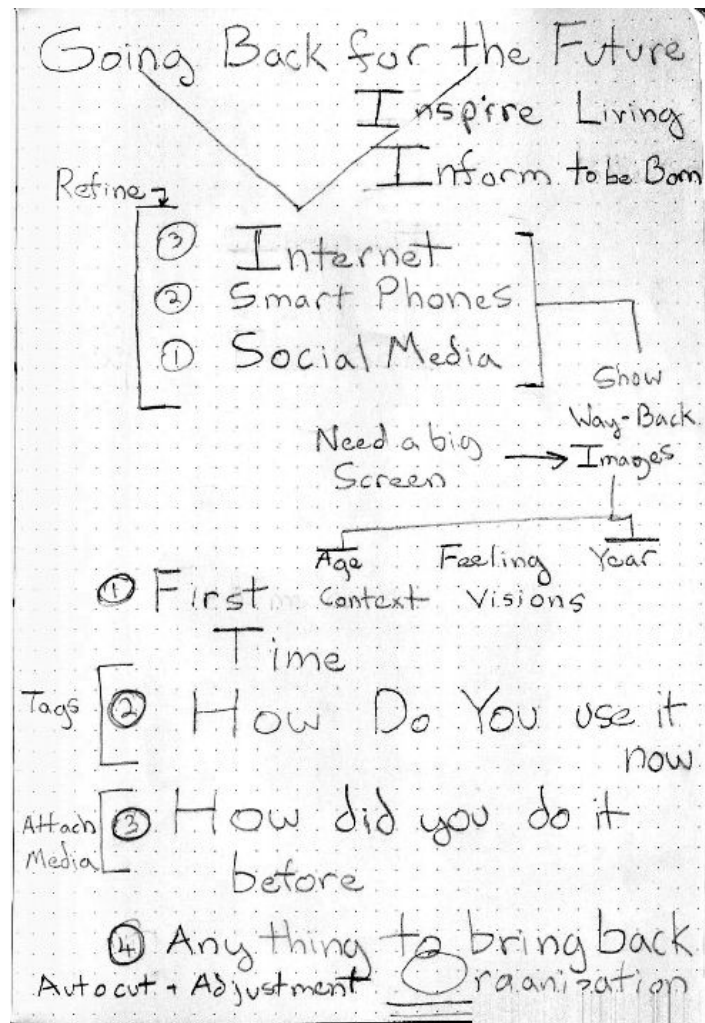 Going Back for the Future
Inspire Living
Inform to be Born
Refine
③ Internet
② Smart Phones
① Social Media
Show
Way-Back
Images
Need a big
Screen
Age Feeling Year
Context Visions
① First
Time
Tags
② How Do You use it
now
Attach
Media
③ How did you do it
before
④ Anything to bring back
Autocut + Adjustment Organization